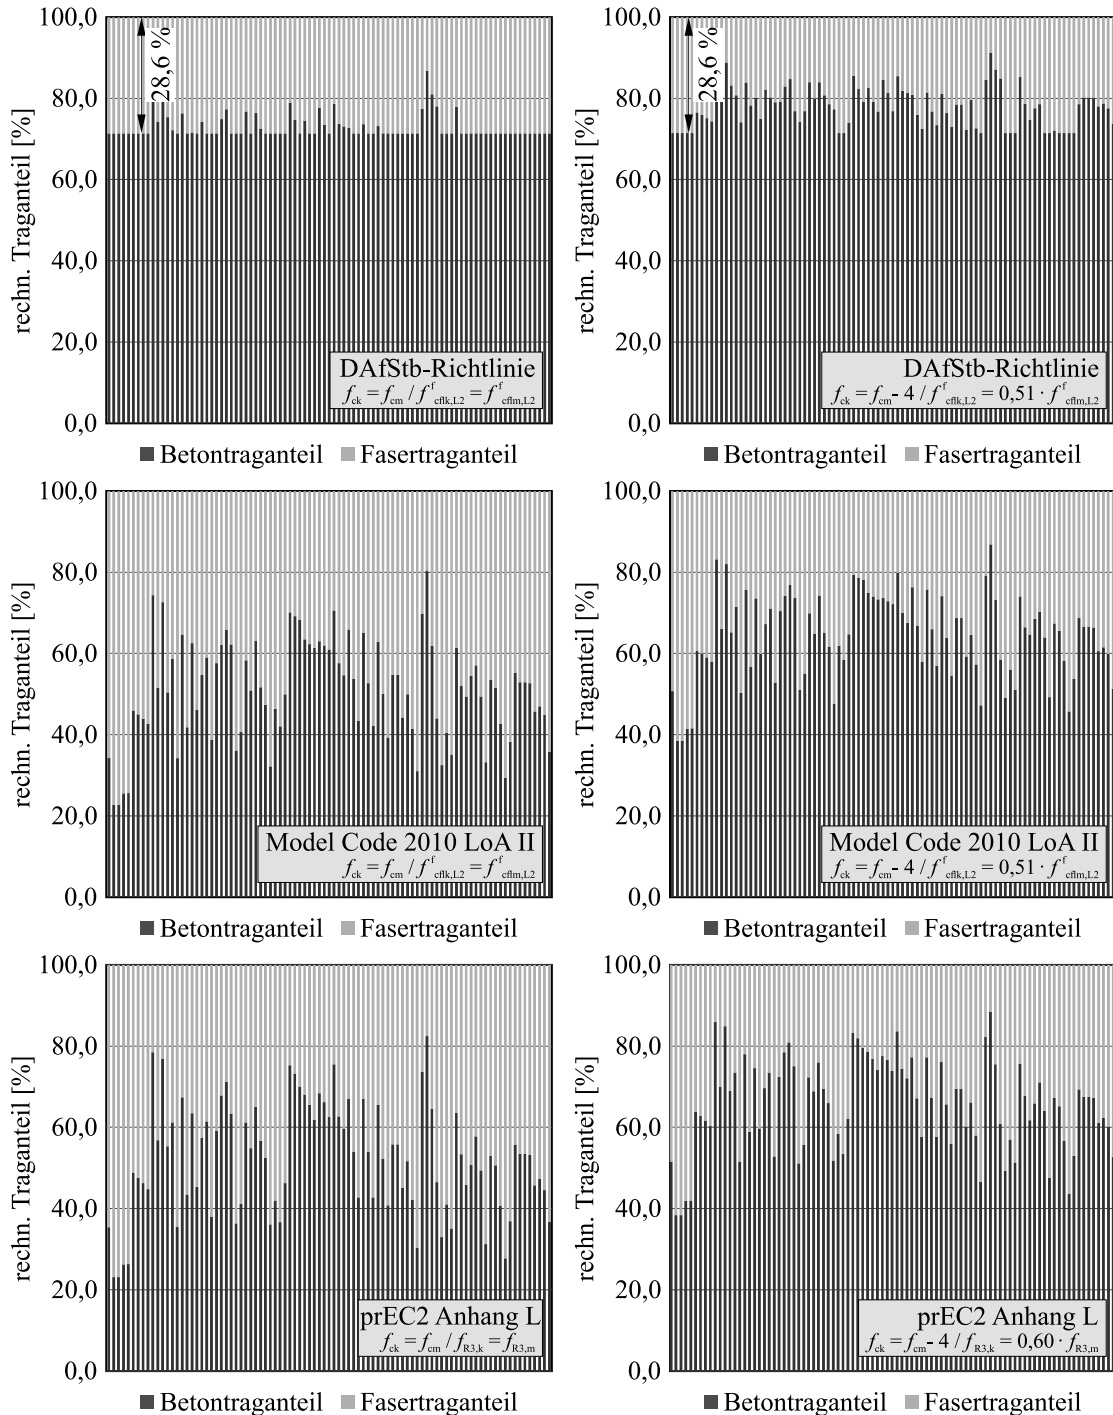 100,0
80,0
60,0
40,0
20,0
0,0
rechn. Traganteil [%]
28,6 %
DAfStb-Richtlinie
f_ck = f_cm / f^f_cflk,L2 = f^f_cflm,L2
Betontraganteil Fasertraganteil
100,0
80,0
60,0
40,0
20,0
0,0
rechn. Traganteil [%]
28,6 %
DAfStb-Richtlinie
f_ck = f_cm - 4 / f^f_cflk,L2 = 0,51 · f^f_cflm,L2
Betontraganteil Fasertraganteil
100,0
80,0
60,0
40,0
20,0
0,0
rechn. Traganteil [%]
Model Code 2010 LoA II
f_ck = f_cm / f^f_cflk,L2 = f^f_cflm,L2
Betontraganteil Fasertraganteil
100,0
80,0
60,0
40,0
20,0
0,0
rechn. Traganteil [%]
Model Code 2010 LoA II
f_ck = f_cm - 4 / f^f_cflk,L2 = 0,51 · f^f_cflm,L2
Betontraganteil Fasertraganteil
100,0
80,0
60,0
40,0
20,0
0,0
rechn. Traganteil [%]
prEC2 Anhang L
f_ck = f_cm / f_R3,k = f_R3,m
Betontraganteil Fasertraganteil
100,0
80,0
60,0
40,0
20,0
0,0
rechn. Traganteil [%]
prEC2 Anhang L
f_ck = f_cm - 4 / f_R3,k = 0,60 · f_R3,m
Betontraganteil Fasertraganteil